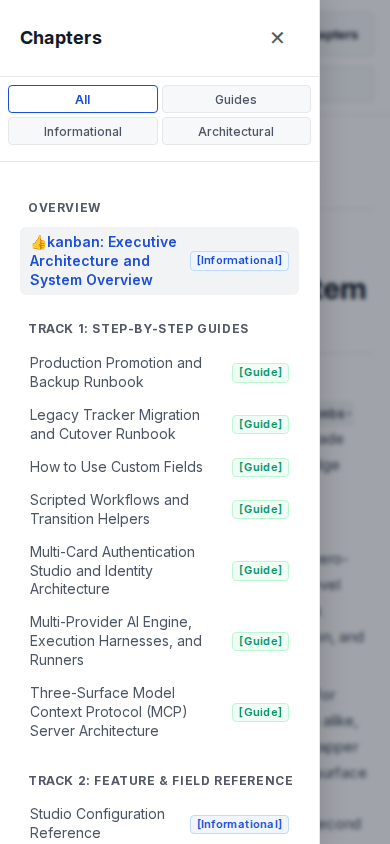 Chapters
✕
All
Guides
Informational
Architectural
OVERVIEW
👍kanban: Executive
Architecture and
System Overview
[Informational]
TRACK 1: STEP-BY-STEP GUIDES
Production Promotion and
Backup Runbook
[Guide]
Legacy Tracker Migration
and Cutover Runbook
[Guide]
How to Use Custom Fields
[Guide]
Scripted Workflows and
Transition Helpers
[Guide]
Multi-Card Authentication
Studio and Identity
Architecture
[Guide]
Multi-Provider AI Engine,
Execution Harnesses, and
Runners
[Guide]
Three-Surface Model
Context Protocol (MCP)
Server Architecture
[Guide]
TRACK 2: FEATURE & FIELD REFERENCE
Studio Configuration
Reference
[Informational]